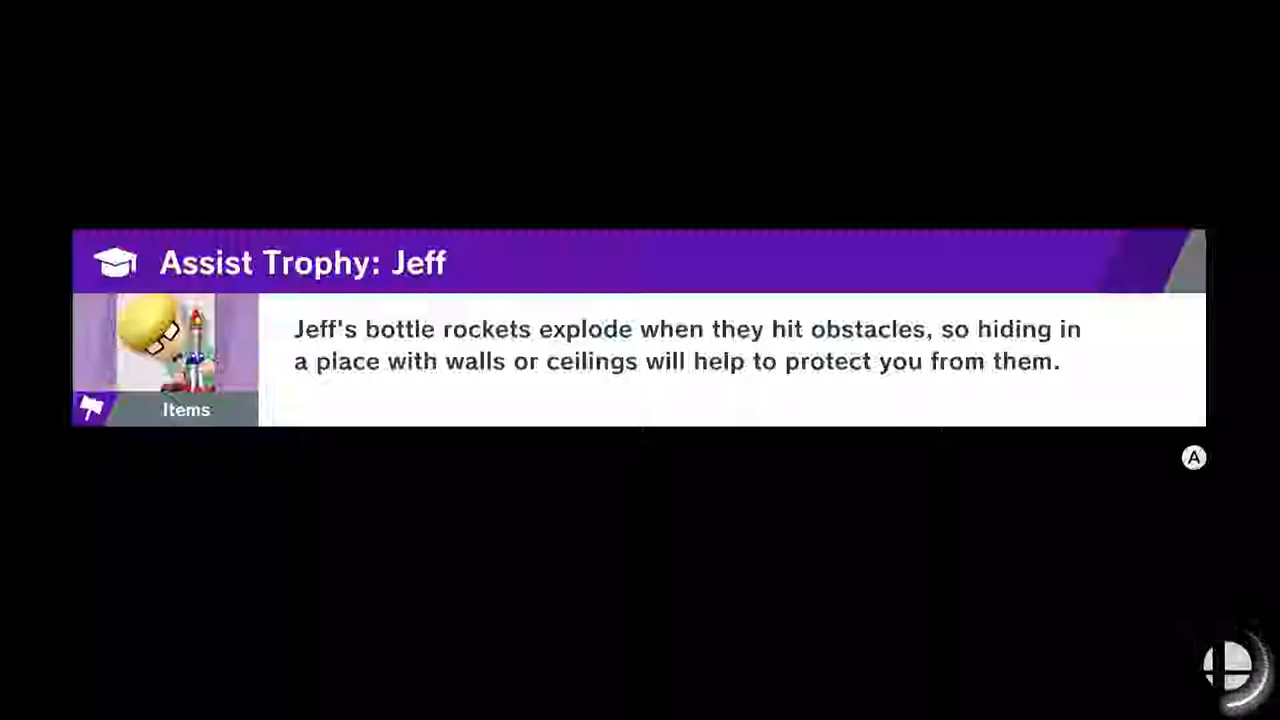 Assist Trophy: Jeff
Jeff's bottle rockets explode when they hit obstacles, so hiding in
a place with walls or ceilings will help to protect you from them.
Items
A